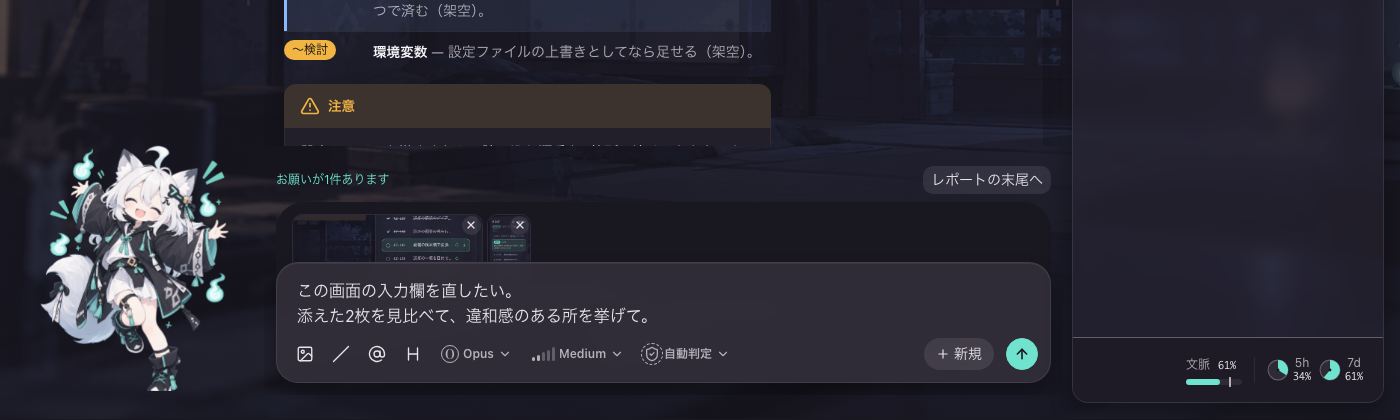 つで済む（架空）。
〜検討
環境変数 — 設定ファイルの上書きとしてなら足せる（架空）。
注意
お願いが1件あります
レポートの末尾へ
この画面の入力欄を直したい。
添えた2枚を見比べて、違和感のある所を挙げて。
Opus
Medium
自動判定
+ 新規
文脈 61%
5h
34%
7d
61%